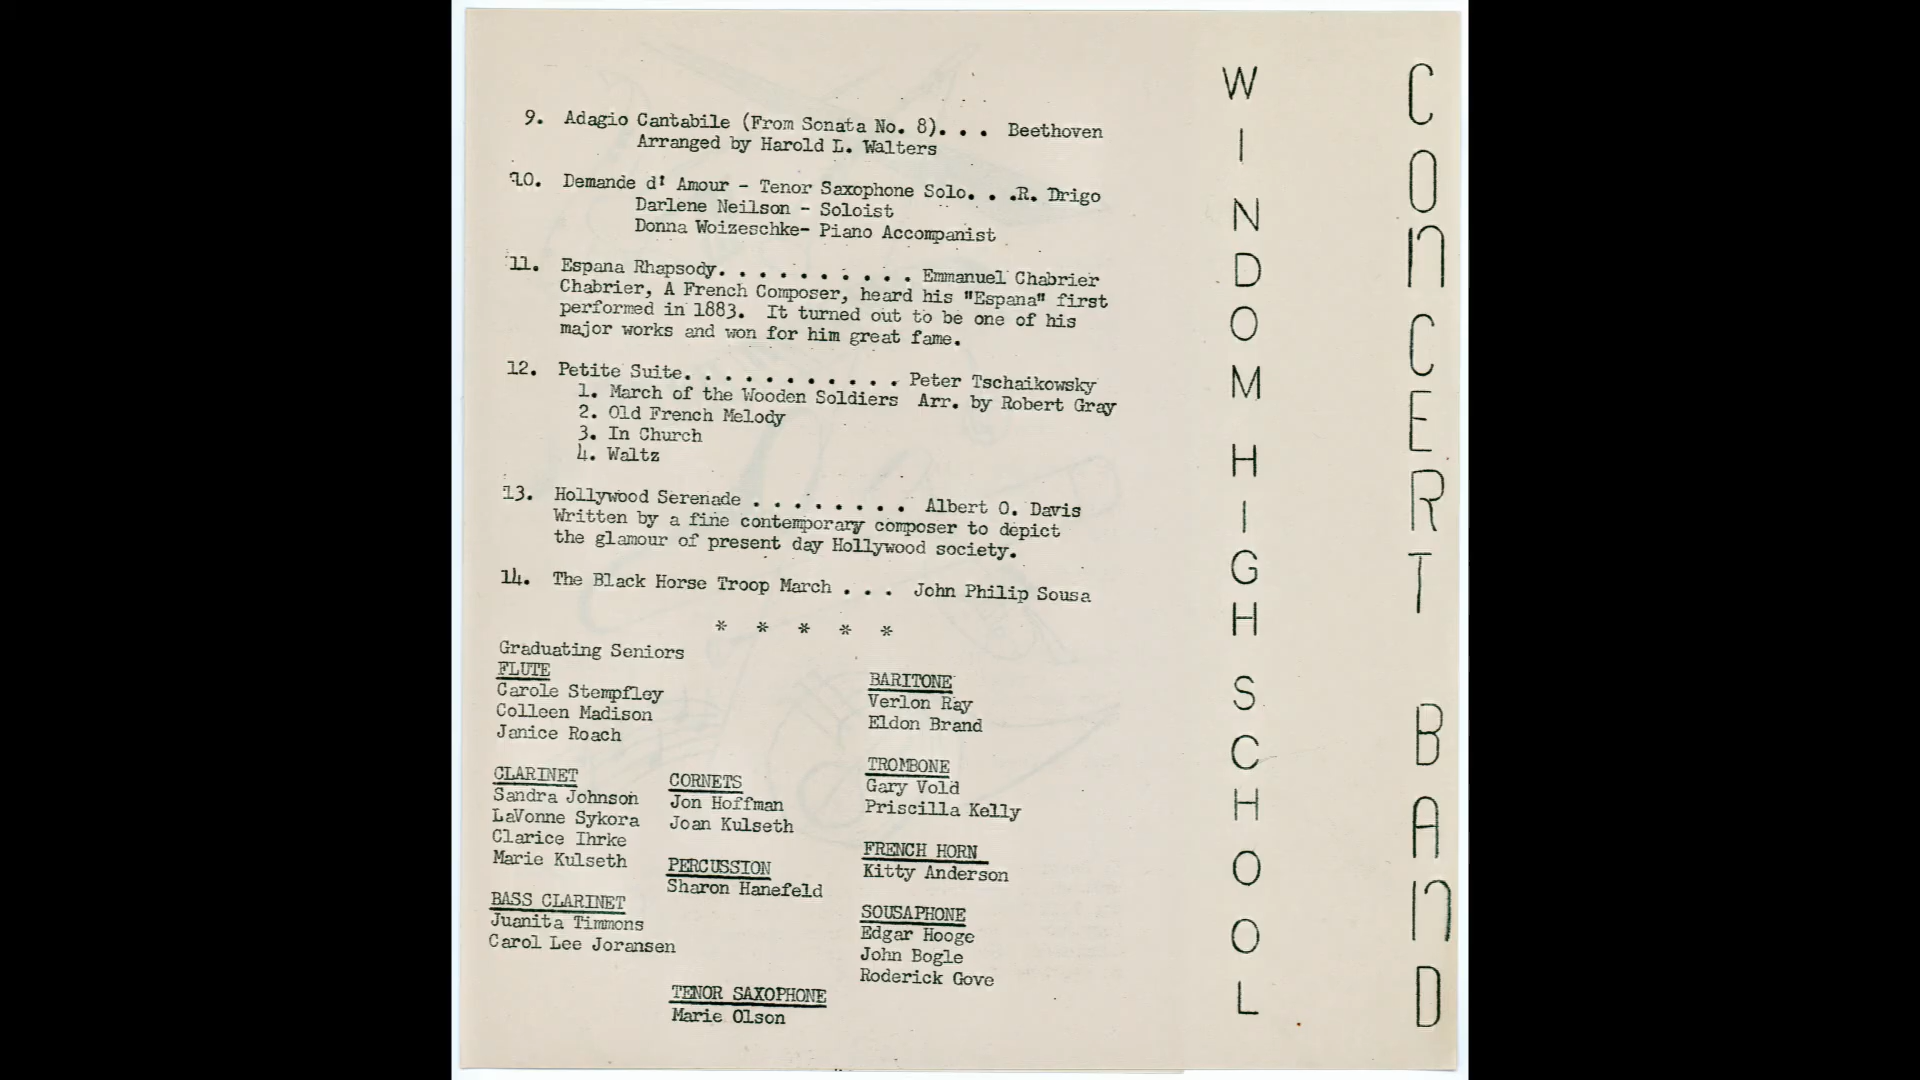 9. Adagio Cantabile (From Sonata No. 8). . . Beethoven
Arranged by Harold L. Walters
10. Demande d' Amour - Tenor Saxophone Solo. . .R. Drigo
Darlene Neilson - Soloist
Donna Woizeschke- Piano Accompanist
11. Espana Rhapsody. . . . . . . . . . Emmanuel Chabrier
Chabrier, A French Composer, heard his "Espana" first
performed in 1883. It turned out to be one of his
major works and won for him great fame.
12. Petite Suite. . . . . . . . . . . Peter Tschaikowsky
1. March of the Wooden Soldiers Arr. by Robert Gray
2. Old French Melody
3. In Church
4. Waltz
13. Hollywood Serenade . . . . . . . . Albert O. Davis
Written by a fine contemporary composer to depict
the glamour of present day Hollywood society.
14. The Black Horse Troop March . . . John Philip Sousa
* * * * *
Graduating Seniors
FLUTE
Carole Stempfley
Colleen Madison
Janice Roach
CLARINET
Sandra Johnson
LaVonne Sykora
Clarice Ihrke
Marie Kulseth
BASS CLARINET
Juanita Timmons
Carol Lee Joransen
CORNETS
Jon Hoffman
Joan Kulseth
PERCUSSION
Sharon Hanefeld
TENOR SAXOPHONE
Marie Olson
BARITONE
Verlon Ray
Eldon Brand
TROMBONE
Gary Vold
Priscilla Kelly
FRENCH HORN
Kitty Anderson
SOUSAPHONE
Edgar Hooge
John Bogle
Roderick Gove
WINDOM HIGH SCHOOL
CONCERT BAND